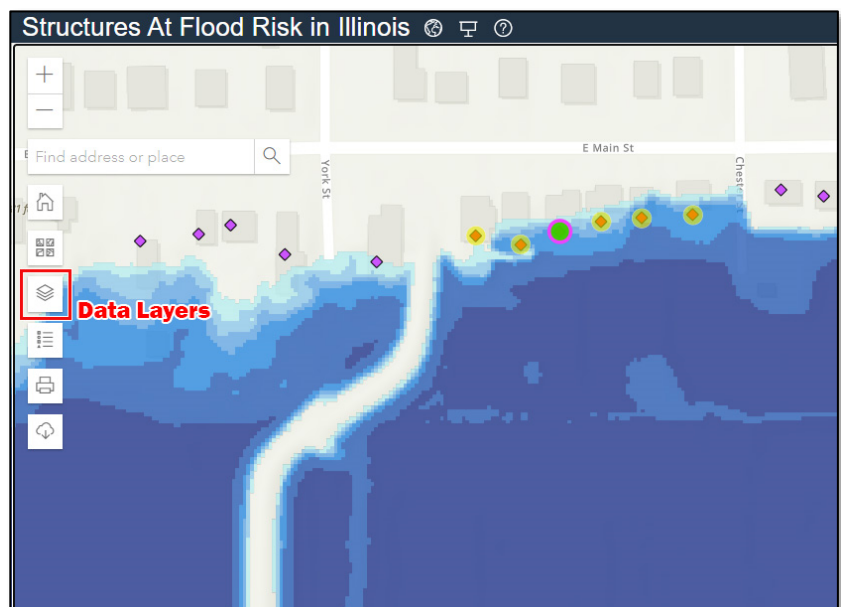 Structures At Flood Risk in Illinois
Find address or place
E Main St
York St
Data Layers